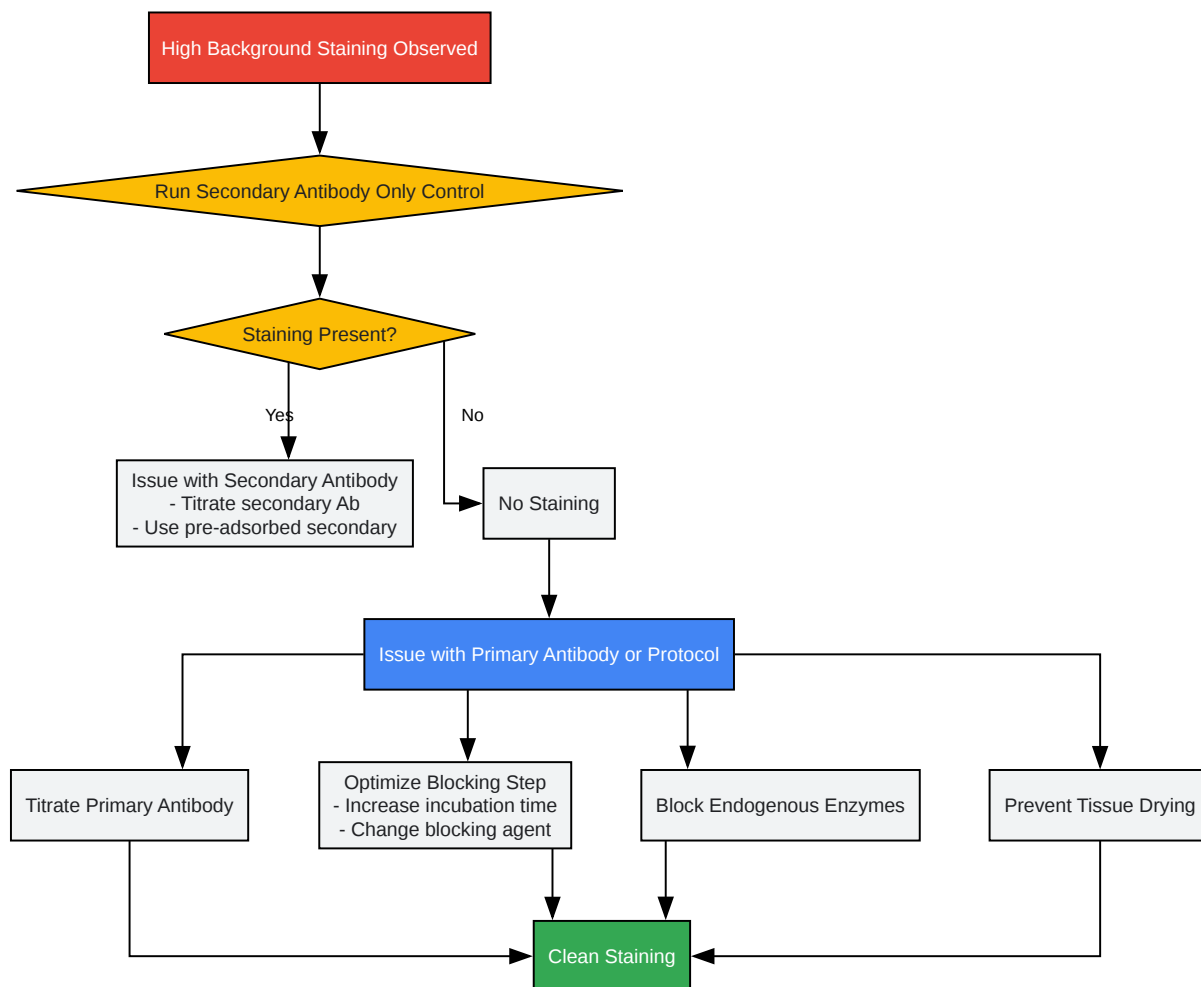 High Background Staining Observed
Run Secondary Antibody Only Control
Staining Present?
Yes
No
Issue with Secondary Antibody
- Titrate secondary Ab
- Use pre-adsorbed secondary
No Staining
Issue with Primary Antibody or Protocol
Titrate Primary Antibody
Optimize Blocking Step
- Increase incubation time
- Change blocking agent
Block Endogenous Enzymes
Prevent Tissue Drying
Clean Staining